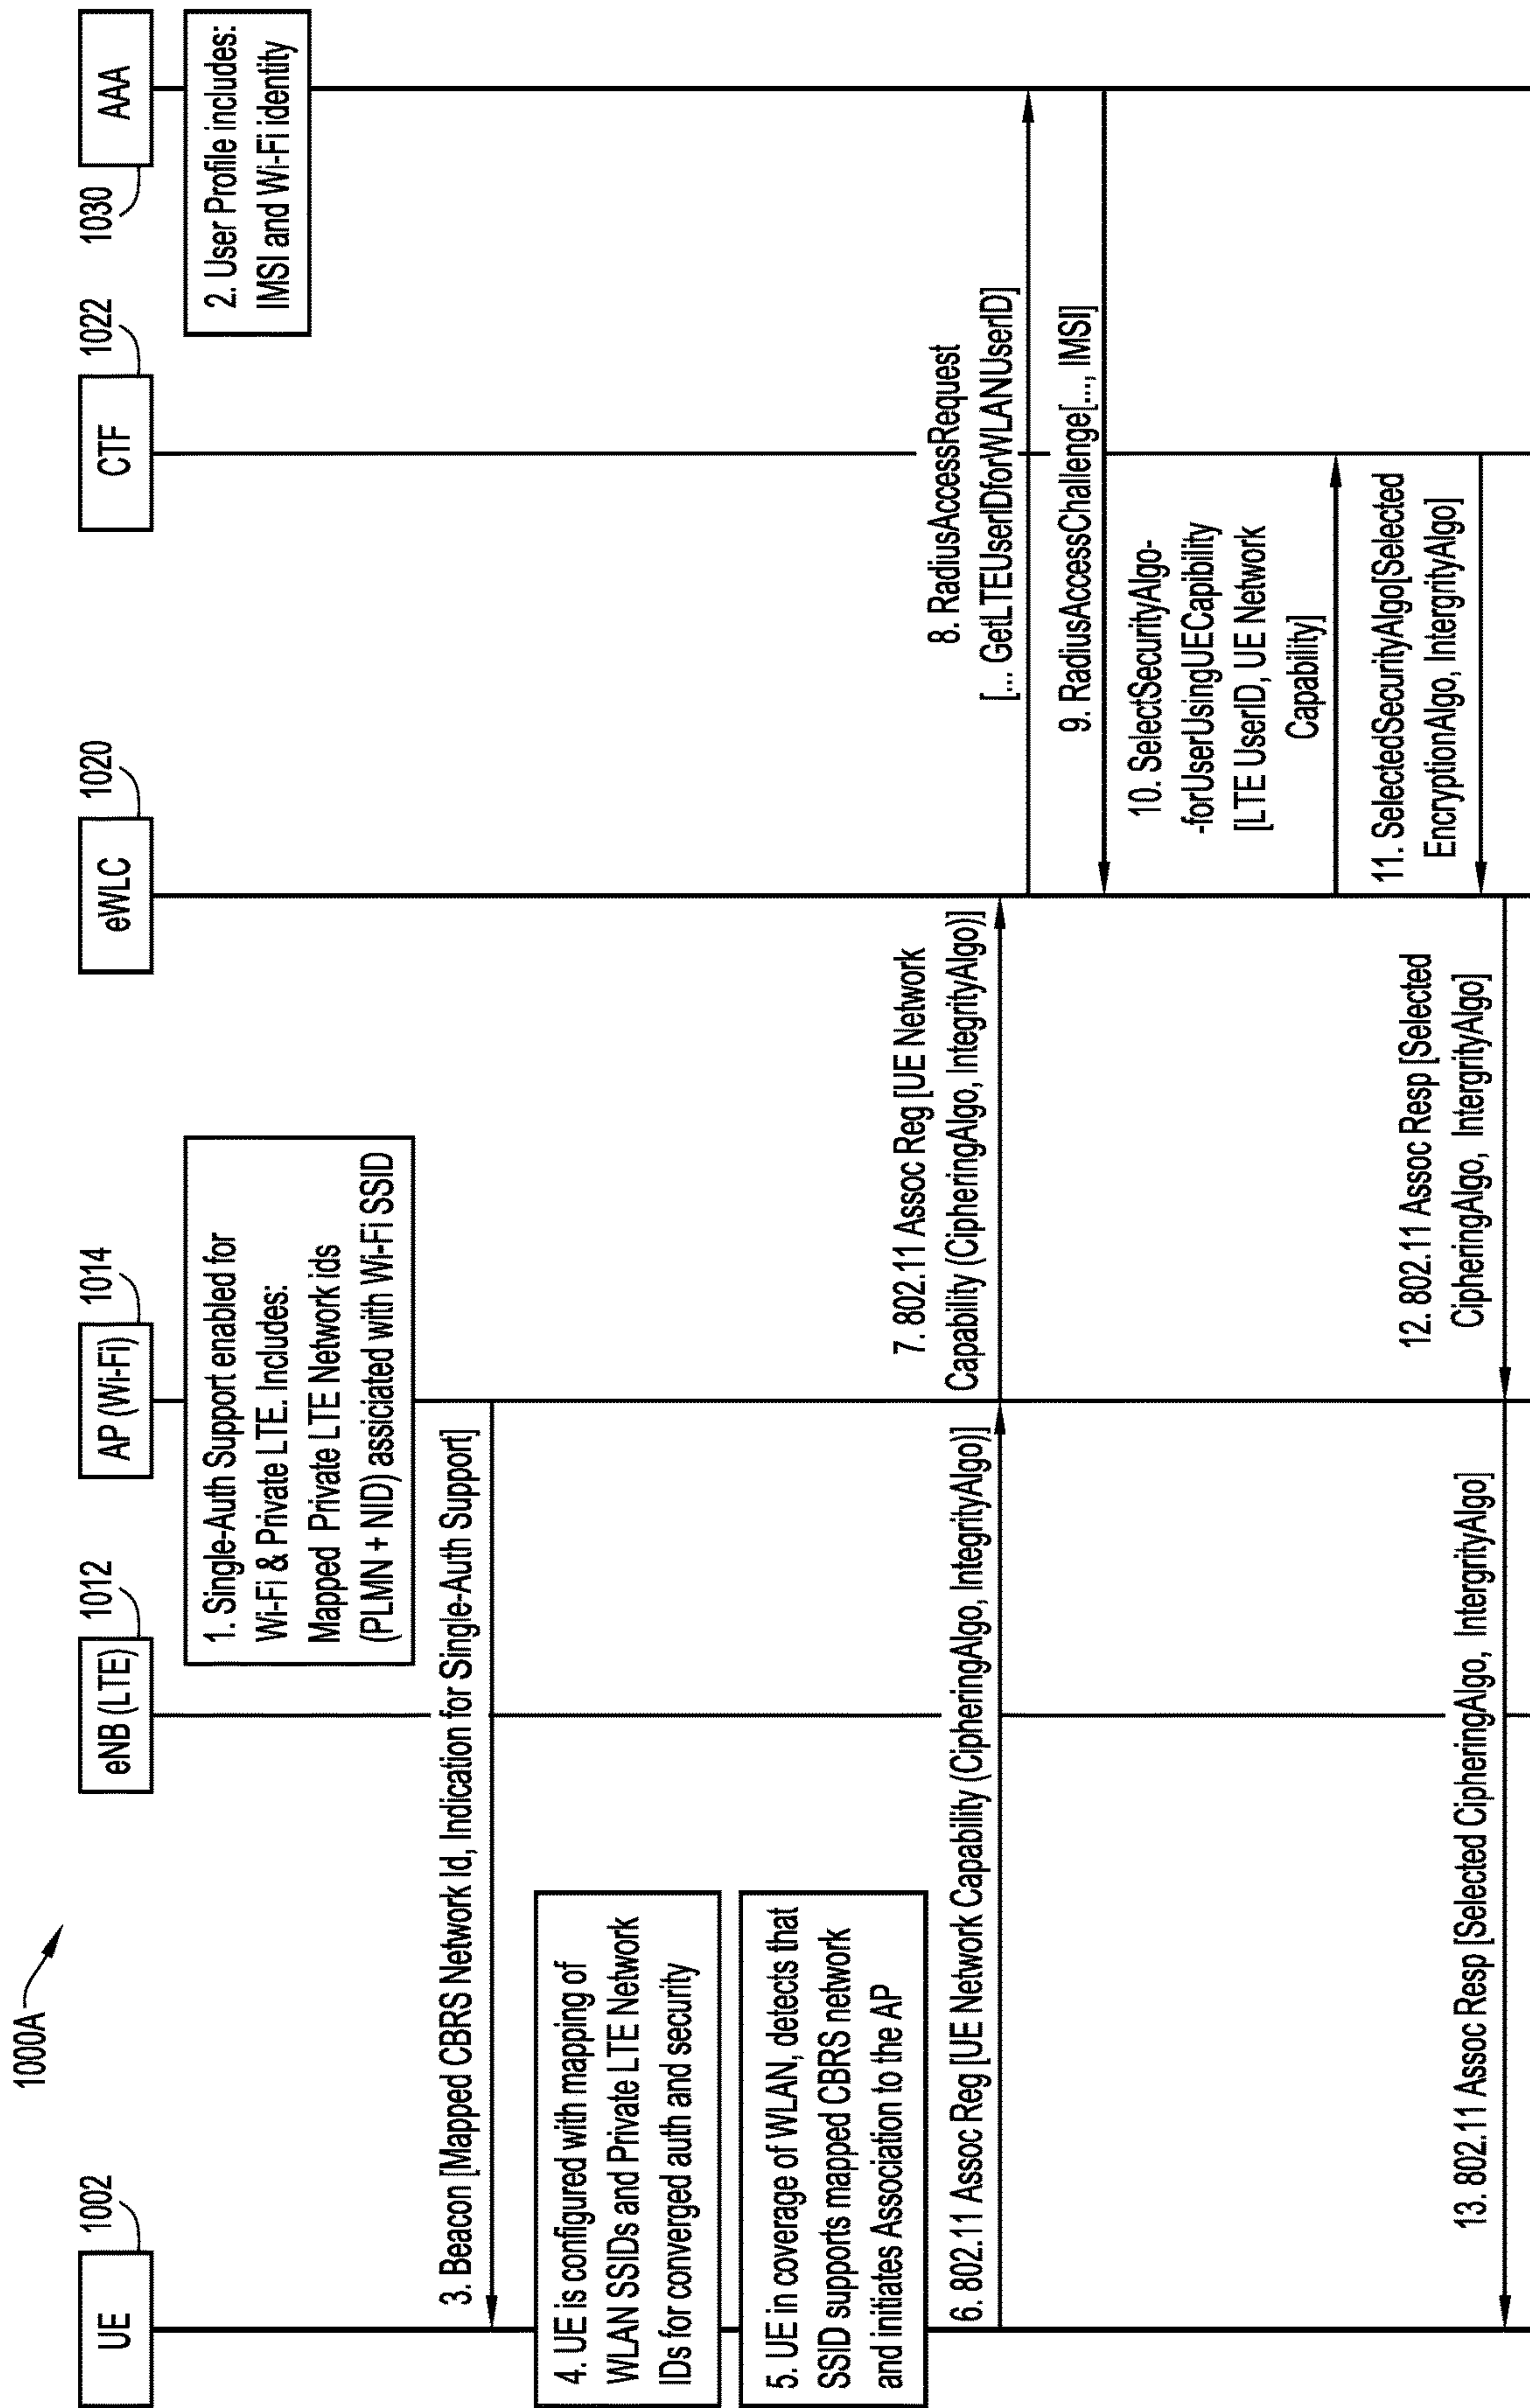 1000A
UE
1002
eNB (LTE)
1012
AP (Wi-Fi)
1014
eWLC
1020
CTF
1022
AAA
1030
1. Single-Auth Support enabled for
Wi-Fi & Private LTE. Includes:
Mapped Private LTE Network ids
(PLMN + NID) assiciated with Wi-Fi SSID
2. User Profile includes:
IMSI and Wi-Fi identity
3. Beacon [Mapped CBRS Network Id, Indication for Single-Auth Support]
4. UE is configured with mapping of
WLAN SSIDs and Private LTE Network
IDs for converged auth and security
5. UE in coverage of WLAN, detects that
SSID supports mapped CBRS network
and initiates Association to the AP
6. 802.11 Assoc Reg [UE Network Capability (CipheringAlgo, IntegrityAlgo)]
7. 802.11 Assoc Reg [UE Network
Capability (CipheringAlgo, IntegrityAlgo)]
8. RadiusAccessRequest
[... GetLTEUserIDforWLANUserID]
9. RadiusAccessChallenge[..., IMSI]
10. SelectSecurityAlgo-
-forUserUsingUECapibility
[LTE UserID, UE Network
Capability]
11. SelectedSecurityAlgo[Selected
EncryptionAlgo, IntergrityAlgo]
12. 802.11 Assoc Resp [Selected
CipheringAlgo, IntergrityAlgo]
13. 802.11 Assoc Resp [Selected CipheringAlgo, IntergrityAlgo]